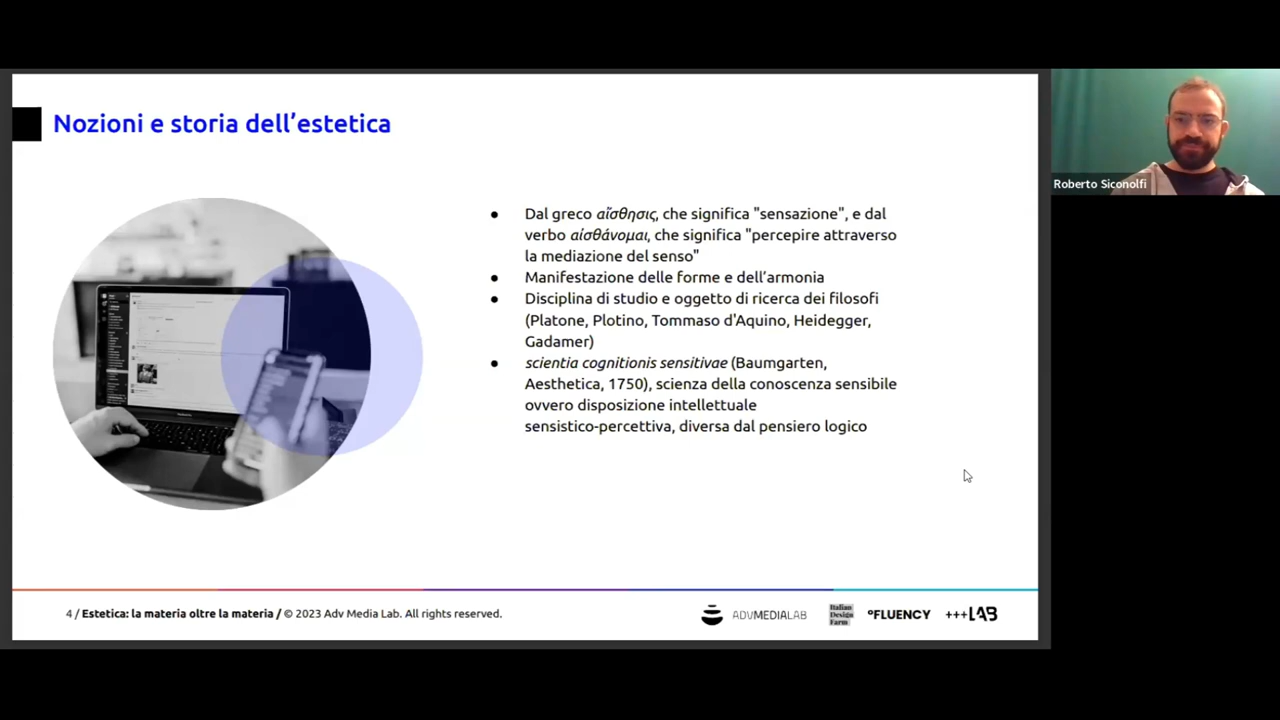 Nozioni e storia dell’estetica
● Dal greco αἴσθησις, che significa "sensazione", e dal
verbo αἰσθάνομαι, che significa "percepire attraverso
la mediazione del senso"
● Manifestazione delle forme e dell’armonia
● Disciplina di studio e oggetto di ricerca dei filosofi
(Platone, Plotino, Tommaso d'Aquino, Heidegger,
Gadamer)
● scientia cognitionis sensitivae (Baumgarten,
Aesthetica, 1750), scienza della conoscenza sensibile
ovvero disposizione intellettuale
sensistico-percettiva, diversa dal pensiero logico
Roberto Siconolfi
4 / Estetica: la materia oltre la materia / © 2023 Adv Media Lab. All rights reserved.
ADVMEDIALAB
Italian
Design
Farm
°FLUENCY
+++LAB